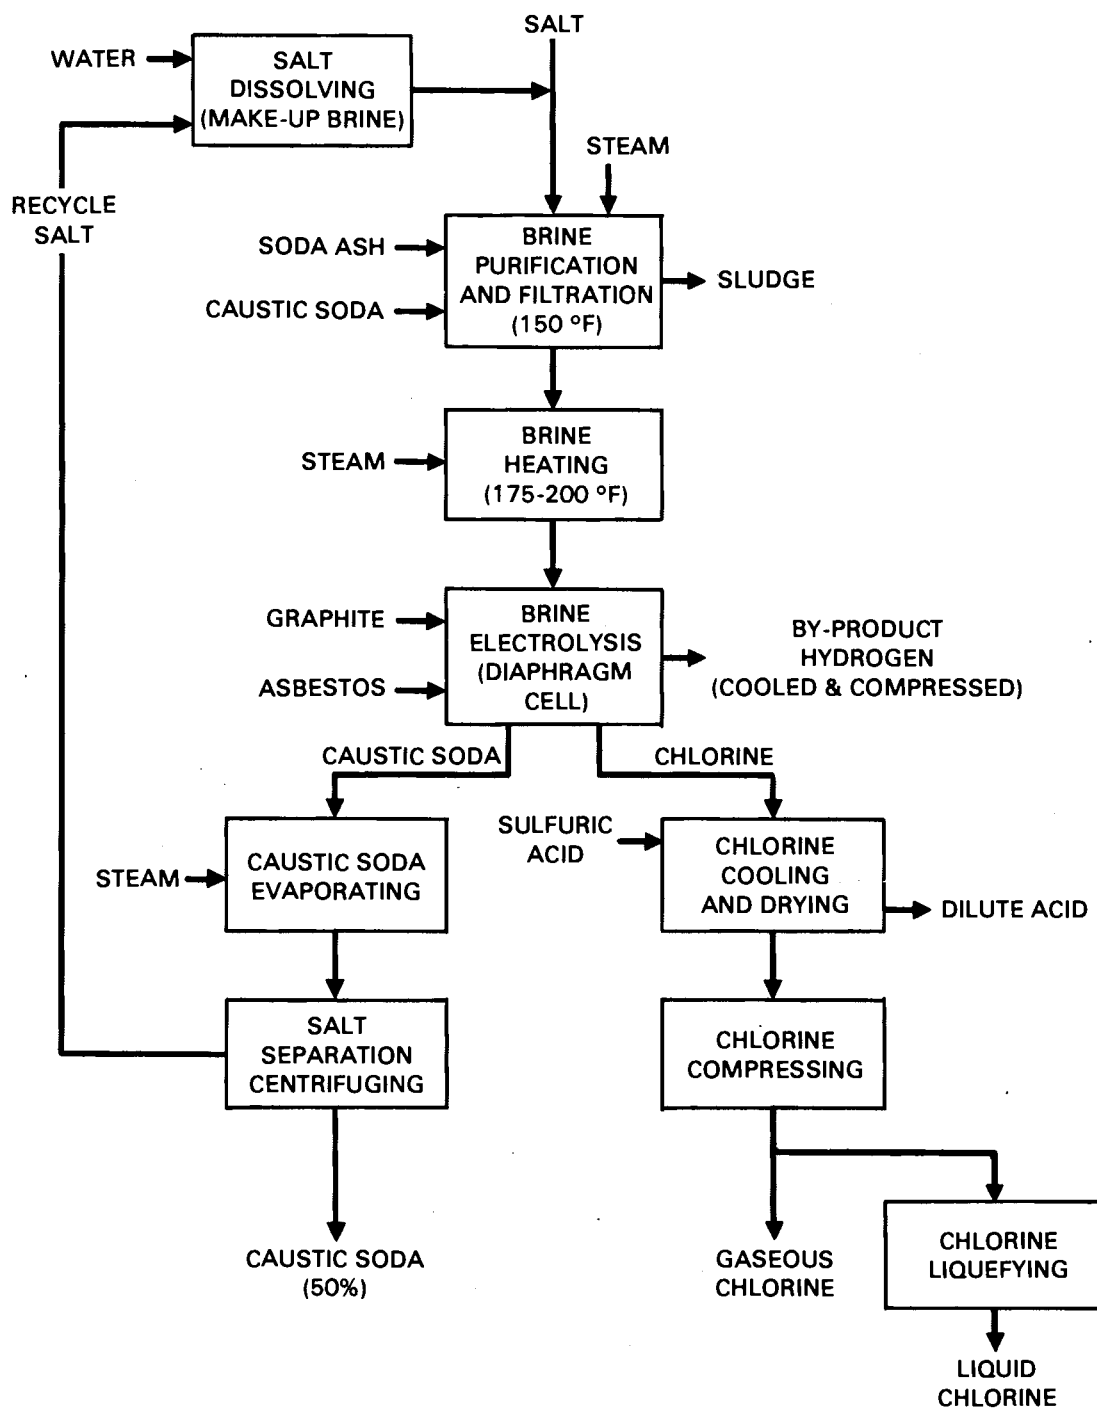 SALT
WATER
SALT
DISSOLVING
(MAKE-UP BRINE)
STEAM
RECYCLE
SALT
SODA ASH
CAUSTIC SODA
BRINE
PURIFICATION
AND FILTRATION
(150 °F)
SLUDGE
STEAM
BRINE
HEATING
(175-200 °F)
GRAPHITE
ASBESTOS
BRINE
ELECTROLYSIS
(DIAPHRAGM
CELL)
BY-PRODUCT
HYDROGEN
(COOLED & COMPRESSED)
CAUSTIC SODA
CHLORINE
STEAM
CAUSTIC SODA
EVAPORATING
SULFURIC
ACID
CHLORINE
COOLING
AND DRYING
DILUTE ACID
SALT
SEPARATION
CENTRIFUGING
CHLORINE
COMPRESSING
CAUSTIC SODA
(50%)
GASEOUS
CHLORINE
CHLORINE
LIQUEFYING
LIQUID
CHLORINE